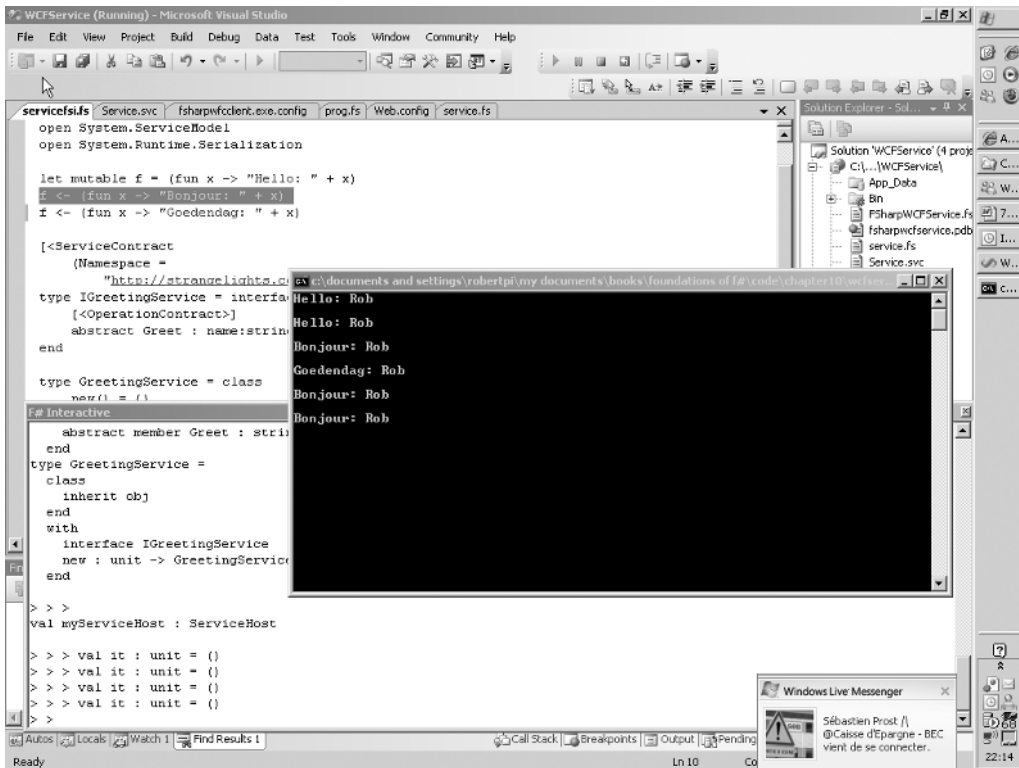 WCFService (Running) - Microsoft Visual Studio
File Edit View Project Build Debug Data Test Tools Window Community Help
servicefsi.fs Service.svc fsharpwfcclient.exe.config prog.fs Web.config service.fs
open System.ServiceModel
open System.Runtime.Serialization
let mutable f = (fun x -> "Hello: " + x)
f <- (fun x -> "Bonjour: " + x)
f <- (fun x -> "Goedendag: " + x)
[<ServiceContract
(Namespace =
"http://strangelights.c
type IGreetingService = interfa
[<OperationContract>]
abstract Greet : name:strin
end
type GreetingService = class
new() = ()
Solution Explorer - Sol...
Solution 'WCFService' (4 proje
C:\...\WCFService\
App_Data
Bin
FSharpWCFService.fs
fsharpwcfservice.pdb
service.fs
Service.svc
c:\documents and settings\robertpi\my documents\books\foundations of f#\code\chapter10\wcfser...
Hello: Rob
Hello: Rob
Bonjour: Rob
Goedendag: Rob
Bonjour: Rob
Bonjour: Rob
F# Interactive
abstract member Greet : stri
end
type GreetingService =
class
inherit obj
end
with
interface IGreetingService
new : unit -> GreetingService
end
> > >
val myServiceHost : ServiceHost
> > > val it : unit = ()
> > > val it : unit = ()
> > > val it : unit = ()
> > > val it : unit = ()
> >
Autos Locals Watch 1 Find Results 1 Call Stack Breakpoints Output Pending
Ready Ln 10 Co
Windows Live Messenger
Sébastien Prost /\
@Caisse d'Epargne - BEC
vient de se connecter.
A...
C...
W...
7...
I...
W...
C...
68
22:14